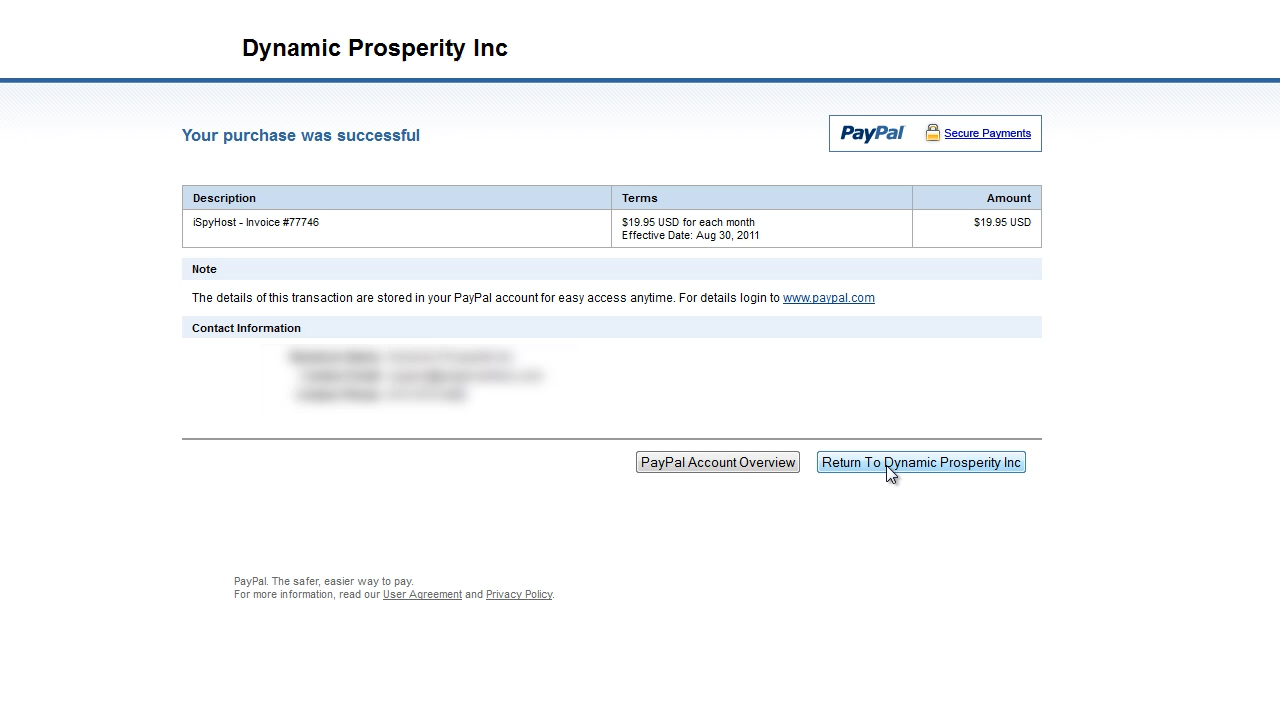 Dynamic Prosperity Inc
Your purchase was successful
PayPal Secure Payments
Description Terms Amount
iSpyHost - Invoice #77746 $19.95 USD for each month $19.95 USD
Effective Date: Aug 30, 2011
Note
The details of this transaction are stored in your PayPal account for easy access anytime. For details login to www.paypal.com
Contact Information
PayPal Account Overview Return To Dynamic Prosperity Inc
PayPal. The safer, easier way to pay.
For more information, read our User Agreement and Privacy Policy.